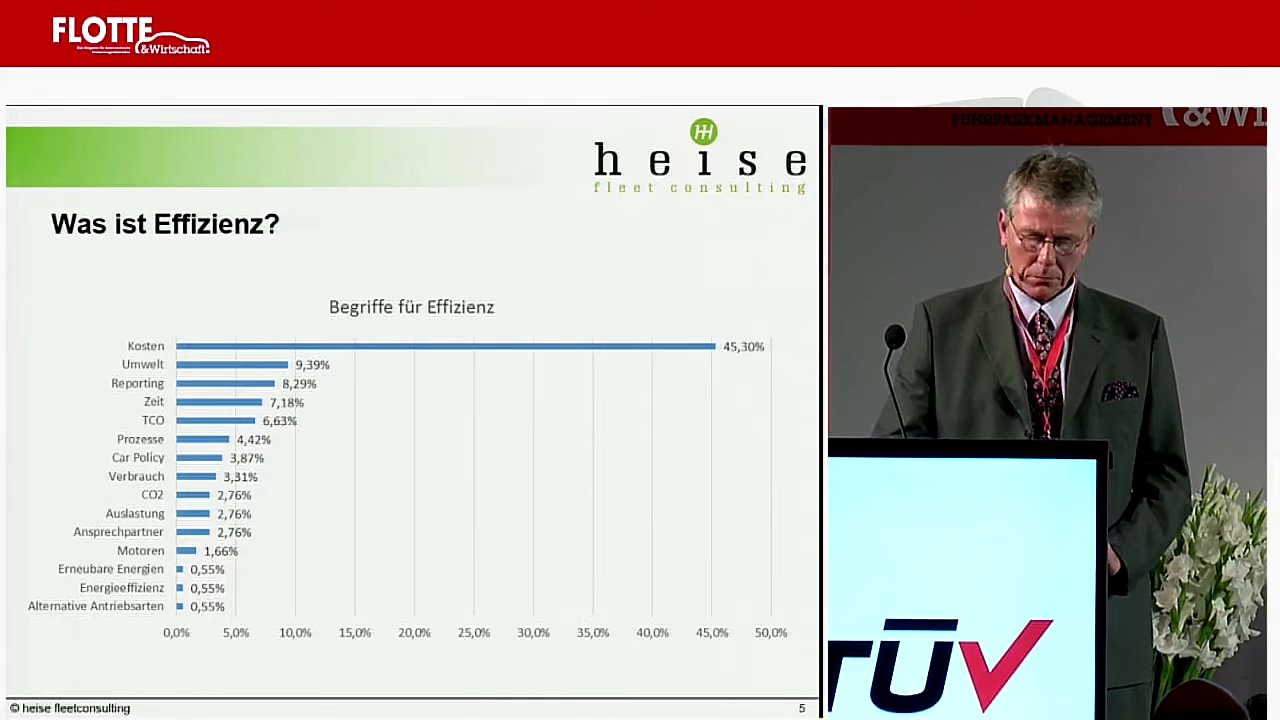 FLOTTE
&Wirtschaft
FUHRPARKMANAGEMENT
&WI
heise
fleet consulting
Was ist Effizienz?
Begriffe für Effizienz
Kosten 45,30%
Umwelt 9,39%
Reporting 8,29%
Zeit 7,18%
TCO 6,63%
Prozesse 4,42%
Car Policy 3,87%
Verbrauch 3,31%
CO2 2,76%
Auslastung 2,76%
Ansprechpartner 2,76%
Motoren 1,66%
Erneubare Energien 0,55%
Energieeffizienz 0,55%
Alternative Antriebsarten 0,55%
0,0% 5,0% 10,0% 15,0% 20,0% 25,0% 30,0% 35,0% 40,0% 45,0% 50,0%
© heise fleetconsulting 5
TÜV